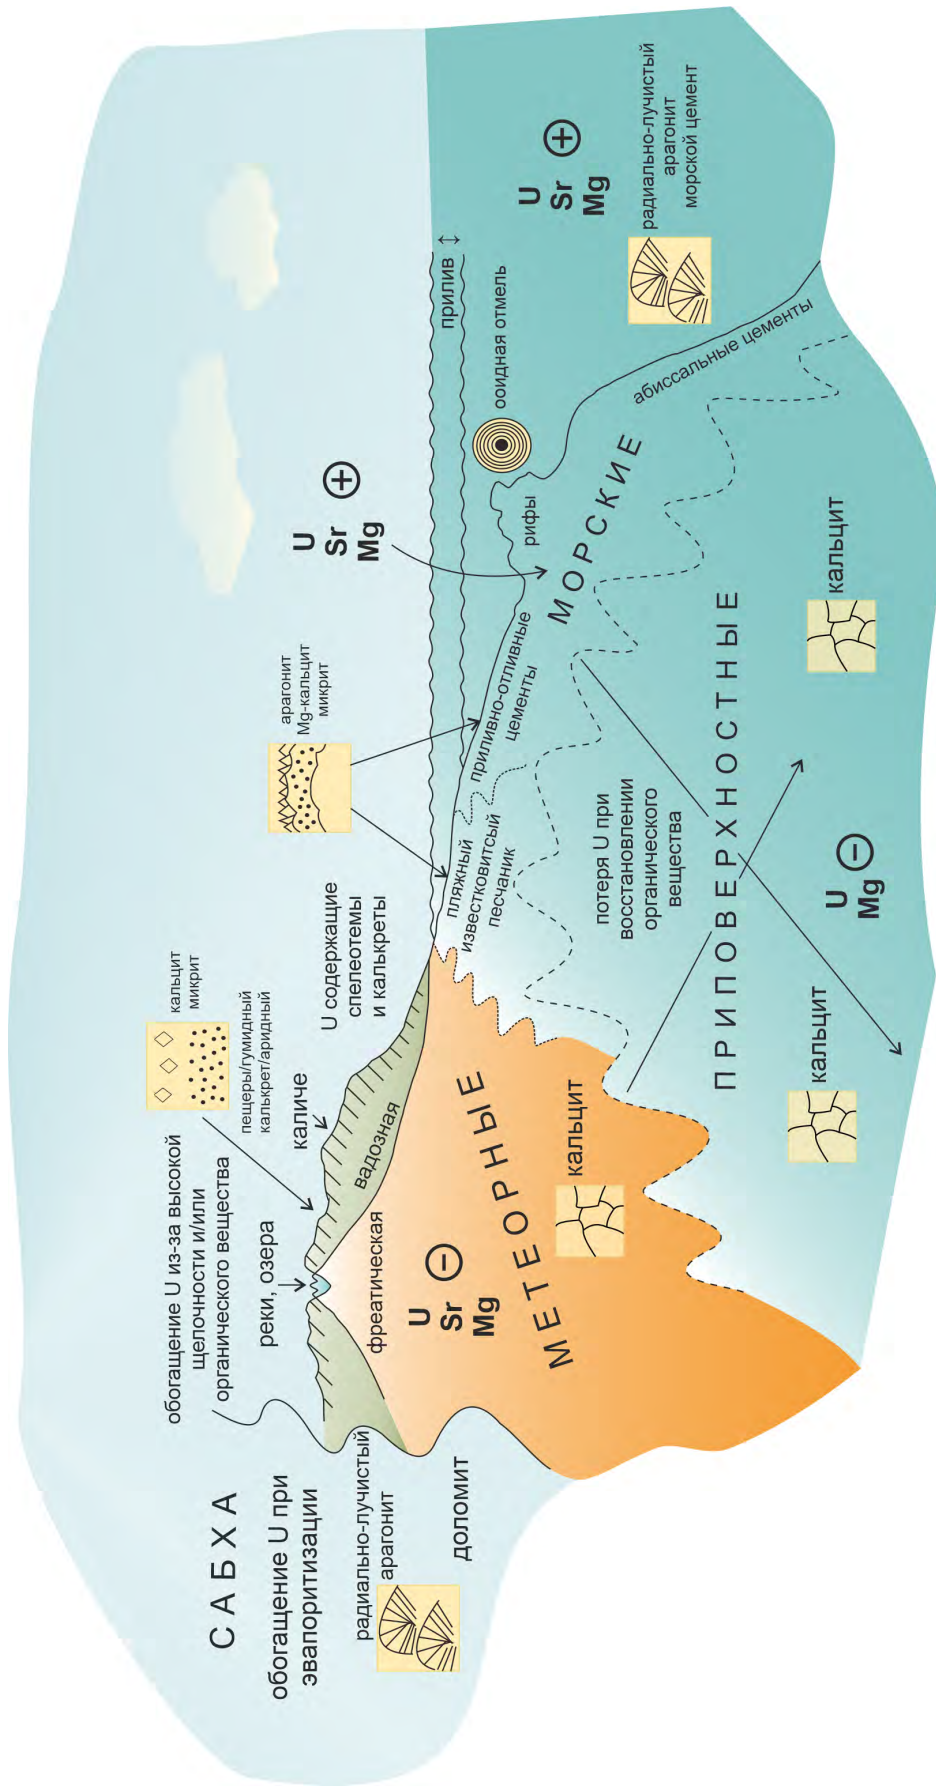 САБХА
обогащение U при
эвапоритизации
радиально-лучистый
арагонит
доломит
обогащение U из-за высокой
щелочности и/или
органического вещества
реки, озера
кальцит
микрит
пещеры/гумидный
калькрет/аридный
каличе
U содержащие
спелеотемы
и калькреты
вадозная
фреатическая
U
Sr
Mg
−
МЕТЕОРНЫЕ
кальцит
арагонит
Mg-кальцит
микрит
пляжный
известковитсый
песчаник
приливно-отливные
цементы
U
Sr
Mg
+
прилив ↕
ооидная отмель
рифы
МОРСКИЕ
абиссальные цементы
U
Sr
Mg
+
радиально-лучистый
арагонит
морской цемент
потеря U при
восстановлении
органического
вещества
ПРИПОВЕРХНОСТНЫЕ
кальцит
U
Mg
−
кальцит